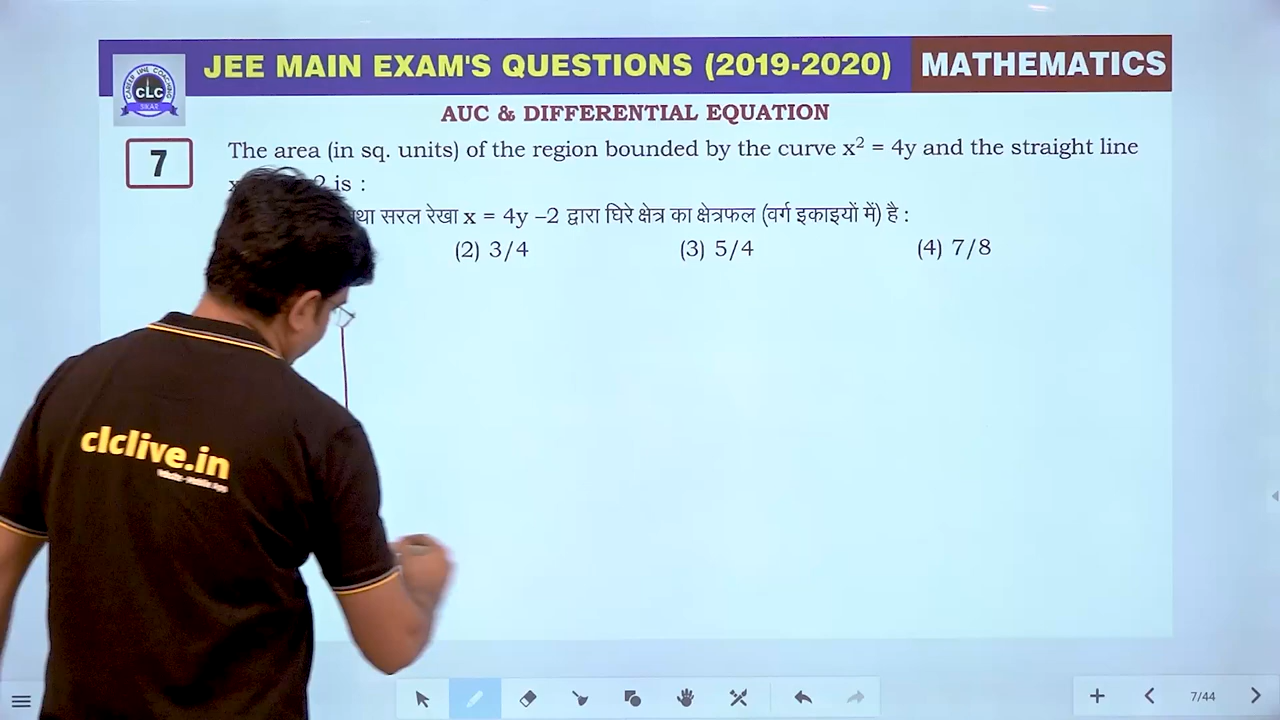 JEE MAIN EXAM'S QUESTIONS (2019-2020) MATHEMATICS
CLC
SIKAR
AUC & DIFFERENTIAL EQUATION
7
The area (in sq. units) of the region bounded by the curve x² = 4y and the straight line
2 is :
सरल रेखा x = 4y –2 द्वारा घिरे क्षेत्र का क्षेत्रफल (वर्ग इकाइयों में) है :
(2) 3/4 (3) 5/4 (4) 7/8
clclive.in
7/44